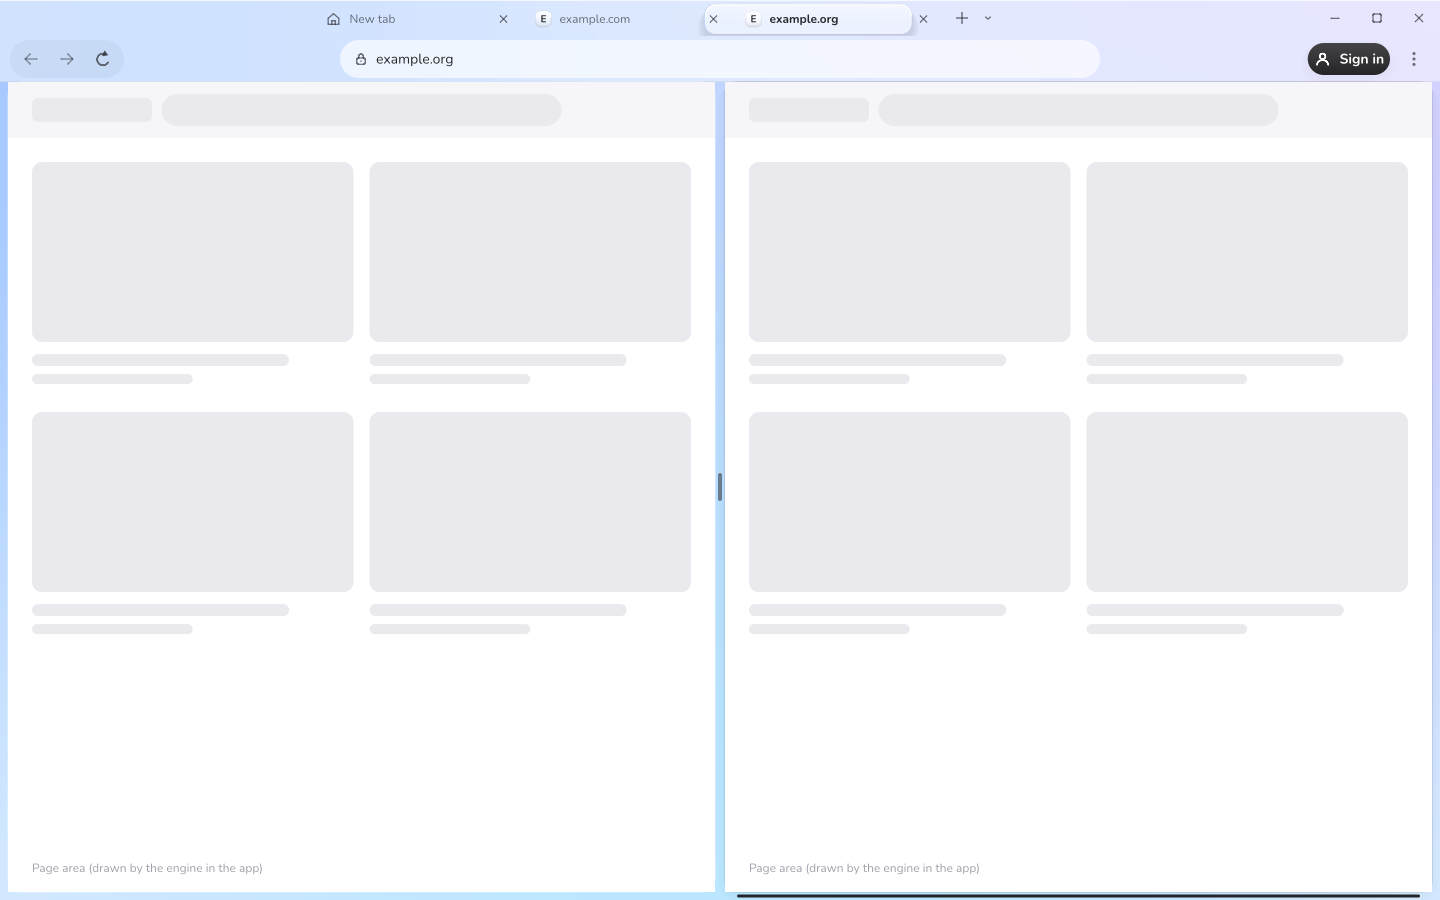 New tab
E example.com
E example.org
example.org
Sign in
Page area (drawn by the engine in the app)
Page area (drawn by the engine in the app)